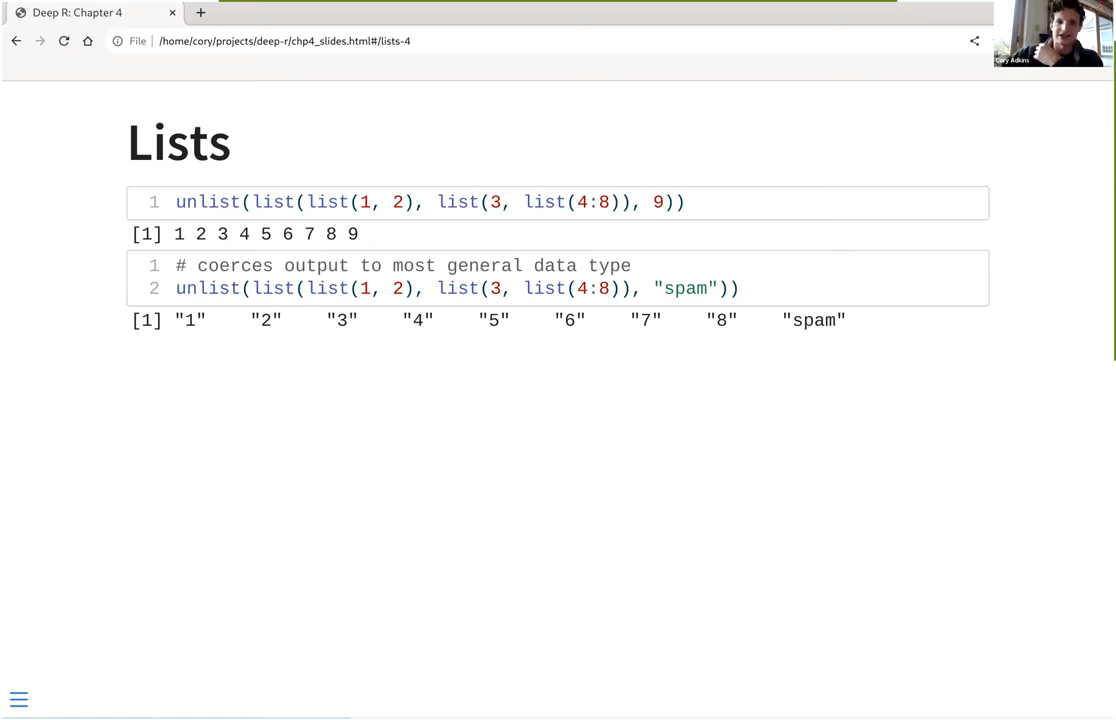 Deep R: Chapter 4
File
/home/cory/projects/deep-r/chp4_slides.html#/lists-4
Cory Adkins
Lists
1 unlist(list(list(1, 2), list(3, list(4:8)), 9))
[1] 1 2 3 4 5 6 7 8 9
1 # coerces output to most general data type
2 unlist(list(list(1, 2), list(3, list(4:8)), "spam"))
[1] "1" "2" "3" "4" "5" "6" "7" "8" "spam"